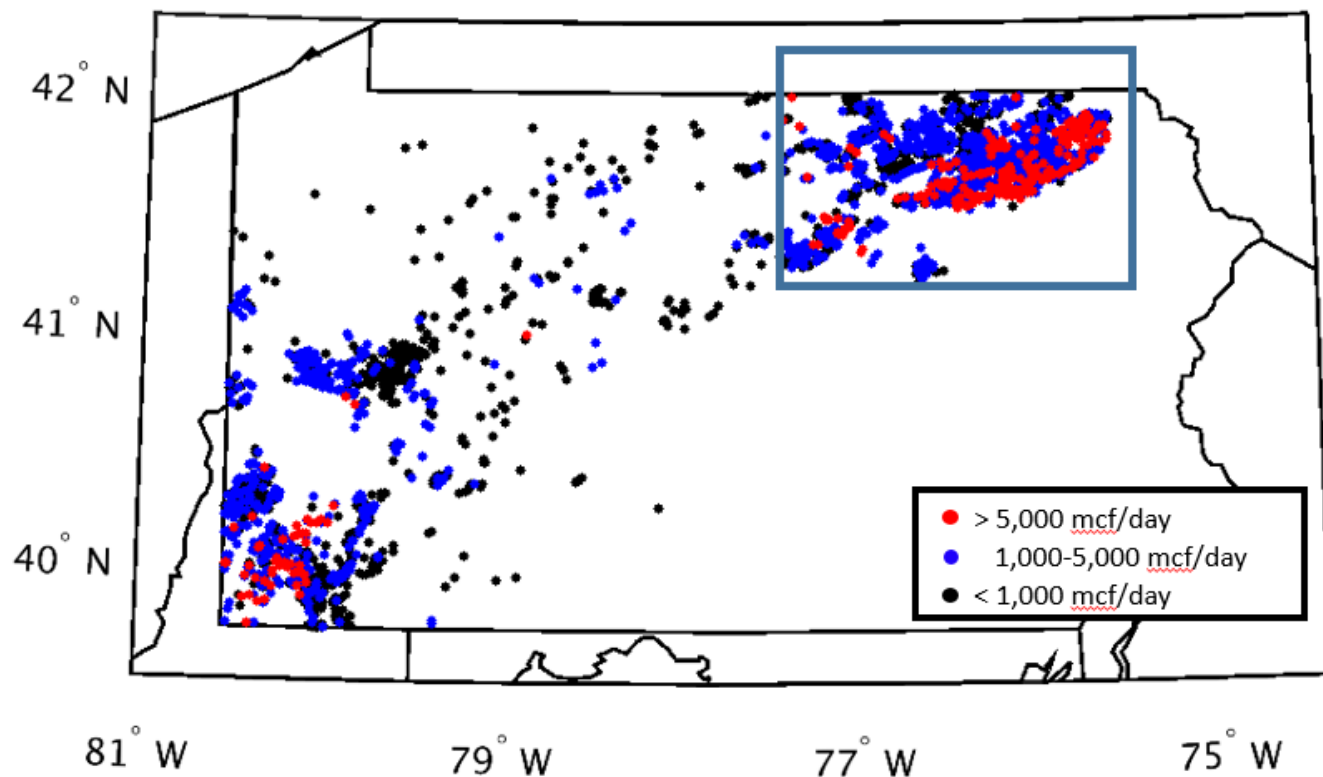 42° N
41° N
40° N
> 5,000 mcf/day
1,000-5,000 mcf/day
< 1,000 mcf/day
81° W
79° W
77° W
75° W